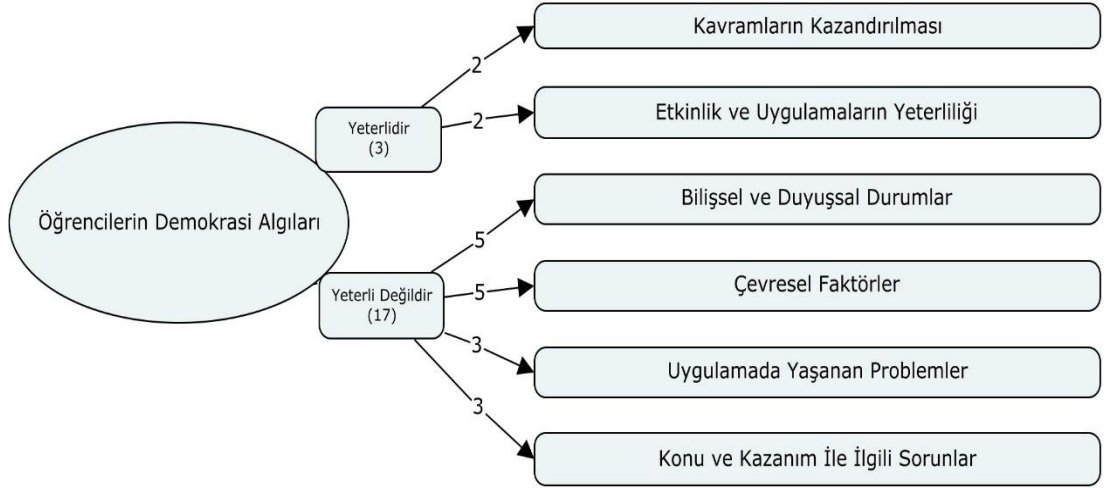 Öğrencilerin Demokrasi Algıları
Yeterlidir
(3)
2
Kavramların Kazandırılması
2
Etkinlik ve Uygulamaların Yeterliliği
Yeterli Değildir
(17)
5
Bilişsel ve Duyuşsal Durumlar
5
Çevresel Faktörler
3
Uygulamada Yaşanan Problemler
3
Konu ve Kazanım İle İlgili Sorunlar